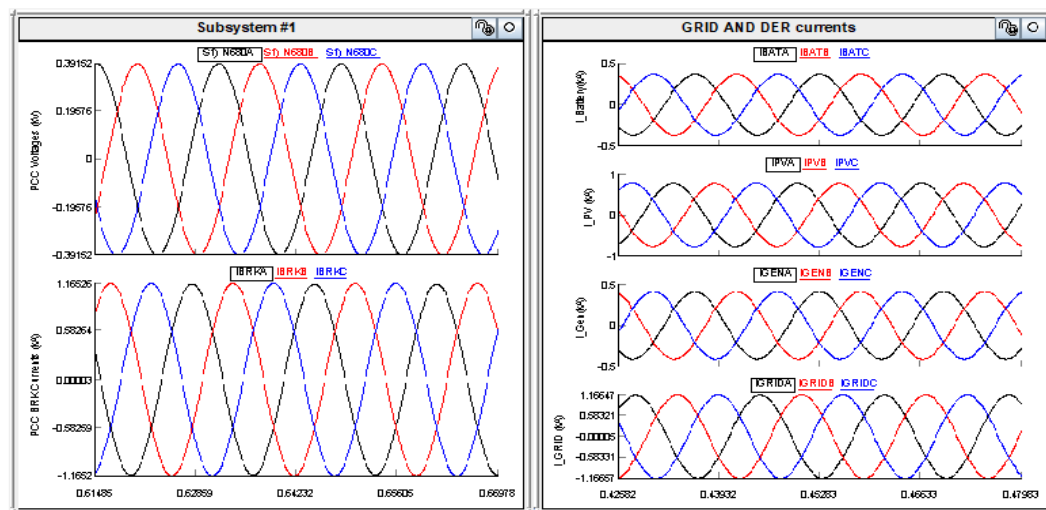 Subsystem #1
S1) N680A S1) N680B S1) N680C
PCC Voltages (kV)
0.39152
0.19576
0
-0.19576
-0.39152
IBRKA IBRKB IBRKC
PCC BRKCurrents (kA)
1.16526
0.58264
0.00003
-0.58259
-1.1652
0.61485 0.62859 0.64232 0.65605 0.66978
GRID AND DER currents
IBATA IBATB IBATC
I_Battery(kA)
0.5
0
-0.5
IPVA IPVB IPVC
I_PV (kA)
1
0
-1
IGENA IGENB IGENC
I_Gen(kA)
0.5
0
-0.5
IGRIDA IGRIDB IGRIDC
I_GRID (kA)
1.16647
0.58321
-0.00005
-0.58331
-1.16657
0.42582 0.43932 0.45283 0.46633 0.47983